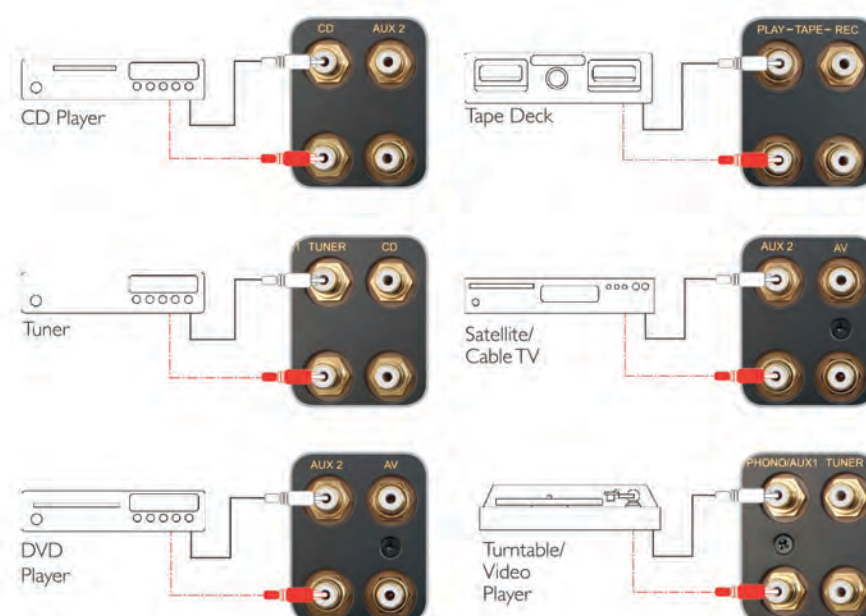 CD AUX 2
CD Player
PLAY – TAPE – REC
Tape Deck
1 TUNER CD
Tuner
AUX 2 AV
Satellite/
Cable TV
AUX 2 AV
DVD
Player
PHONO/AUX1 TUNER
Turntable/
Video
Player